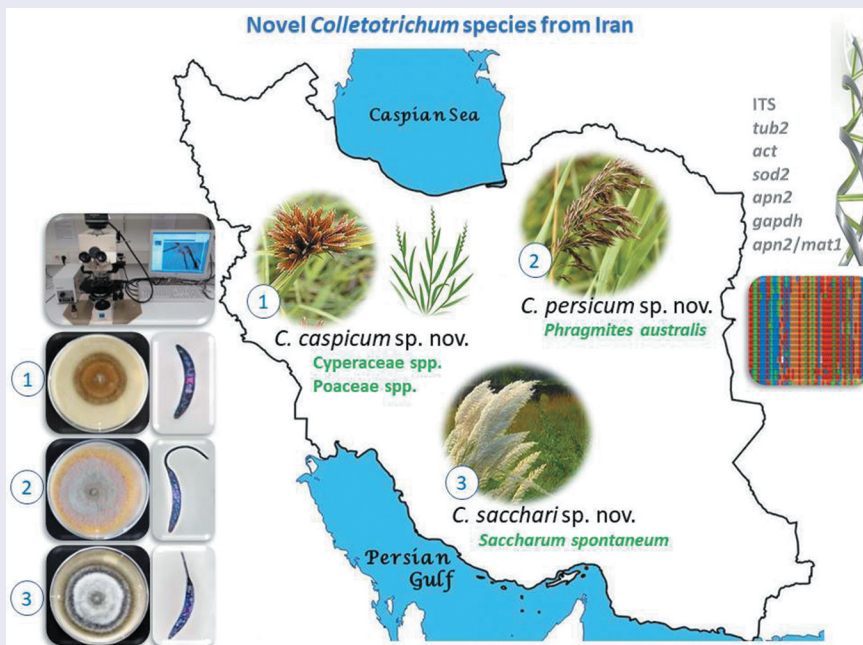 Novel Colletotrichum species from Iran
Caspian Sea
ITS
tub2
act
sod2
apn2
gapdh
apn2/mat1
1
C. caspicum sp. nov.
Cyperaceae spp.
Poaceae spp.
2
C. persicum sp. nov.
Phragmites australis
3
C. sacchari sp. nov.
Saccharum spontaneum
1
2
3
Persian
Gulf